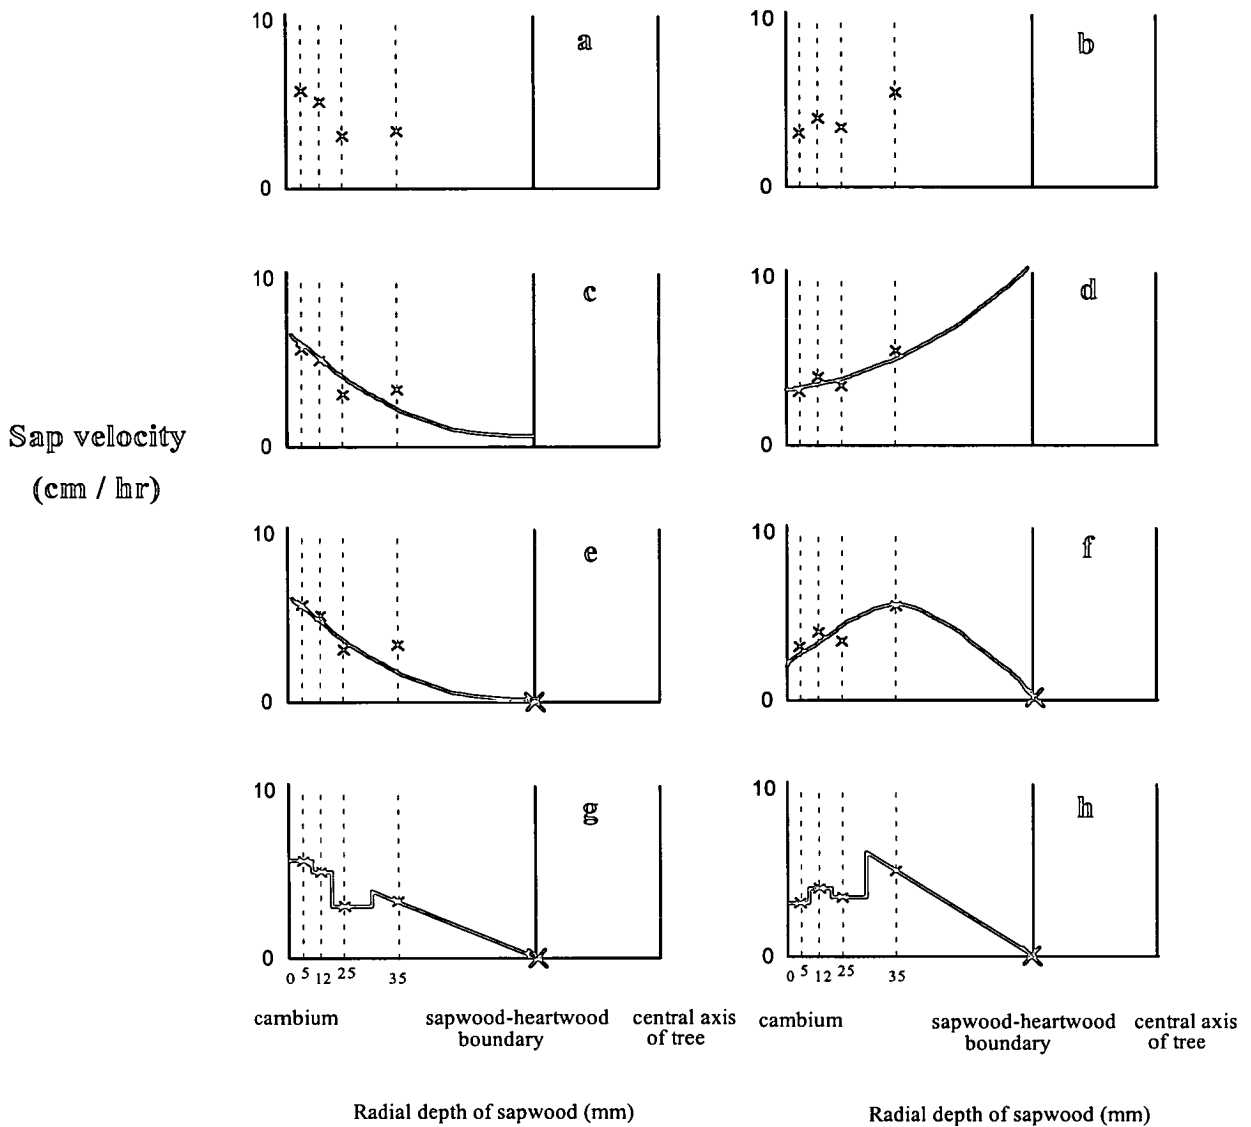 10
a
0
10
b
0
10
c
0
10
d
0
Sap velocity
(cm / hr)
10
e
0
10
f
0
10
g
0
0 5 12 25 35
10
h
0
0 5 12 25 35
cambium
sapwood-heartwood
boundary
central axis
of tree
cambium
sapwood-heartwood
boundary
central axis
of tree
Radial depth of sapwood (mm)
Radial depth of sapwood (mm)